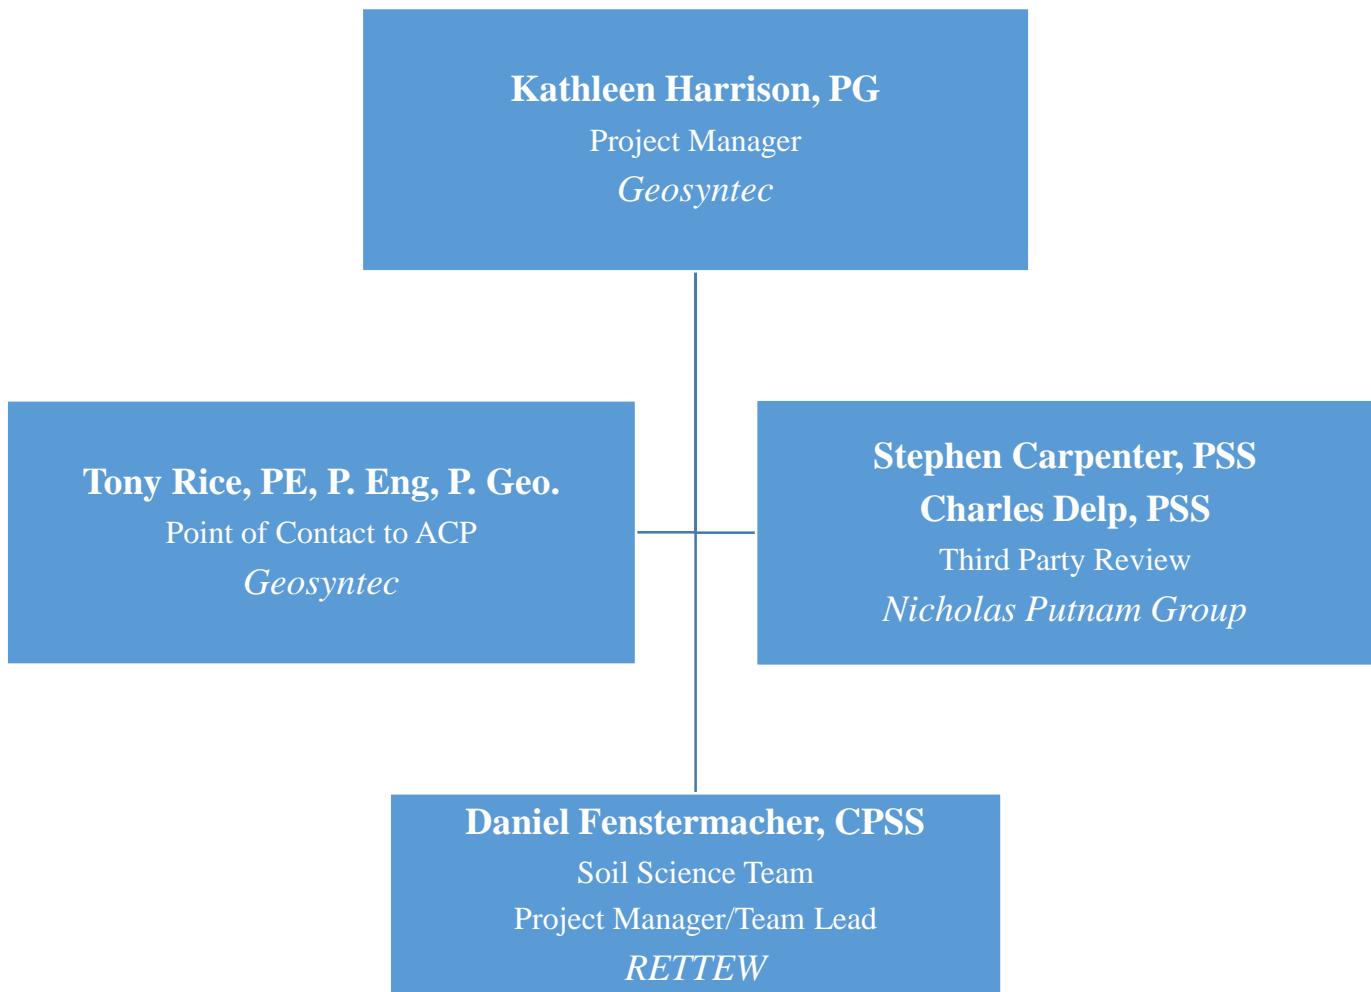 Kathleen Harrison, PG
Project Manager
Geosyntec
Tony Rice, PE, P. Eng, P. Geo.
Point of Contact to ACP
Geosyntec
Stephen Carpenter, PSS
Charles Delp, PSS
Third Party Review
Nicholas Putnam Group
Daniel Fenstermacher, CPSS
Soil Science Team
Project Manager/Team Lead
RETTEW